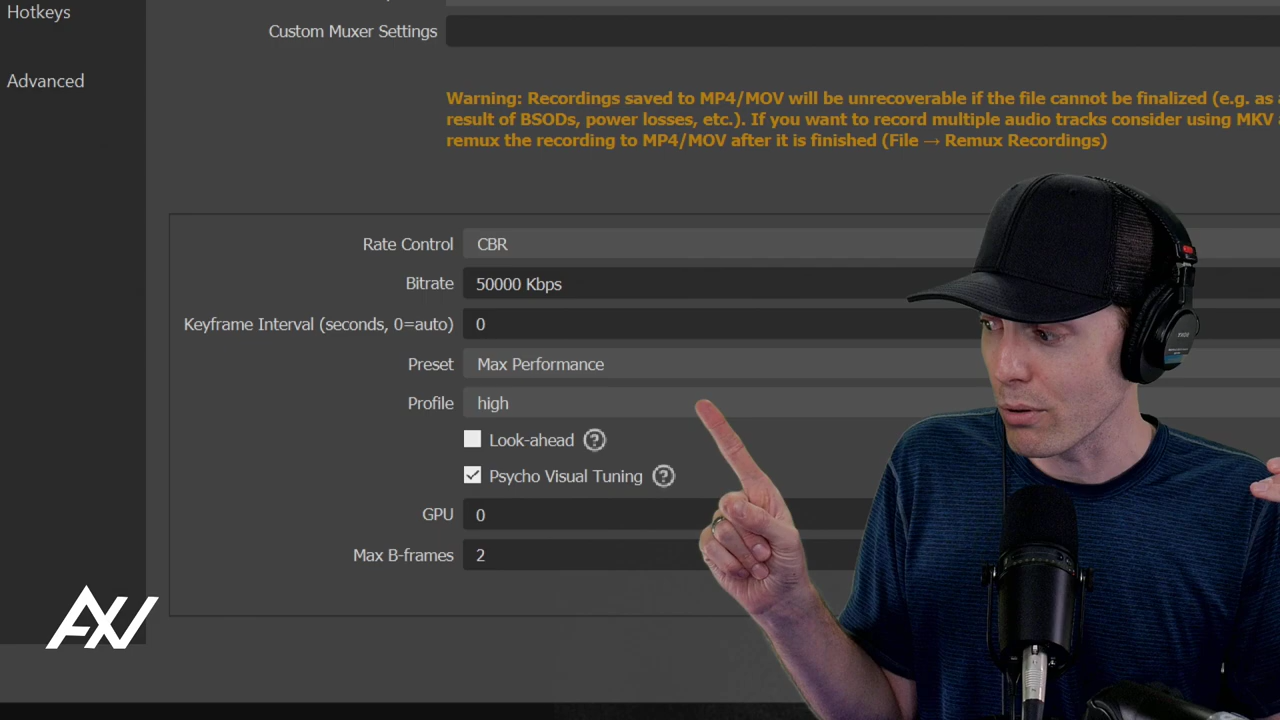 Hotkeys
Custom Muxer Settings
Advanced
Warning: Recordings saved to MP4/MOV will be unrecoverable if the file cannot be finalized (e.g. as
result of BSODs, power losses, etc.). If you want to record multiple audio tracks consider using MKV
remux the recording to MP4/MOV after it is finished (File → Remux Recordings)
Rate Control CBR
Bitrate 50000 Kbps
Keyframe Interval (seconds, 0=auto) 0
Preset Max Performance
Profile high
Look-ahead ?
Psycho Visual Tuning ?
GPU 0
Max B-frames 2